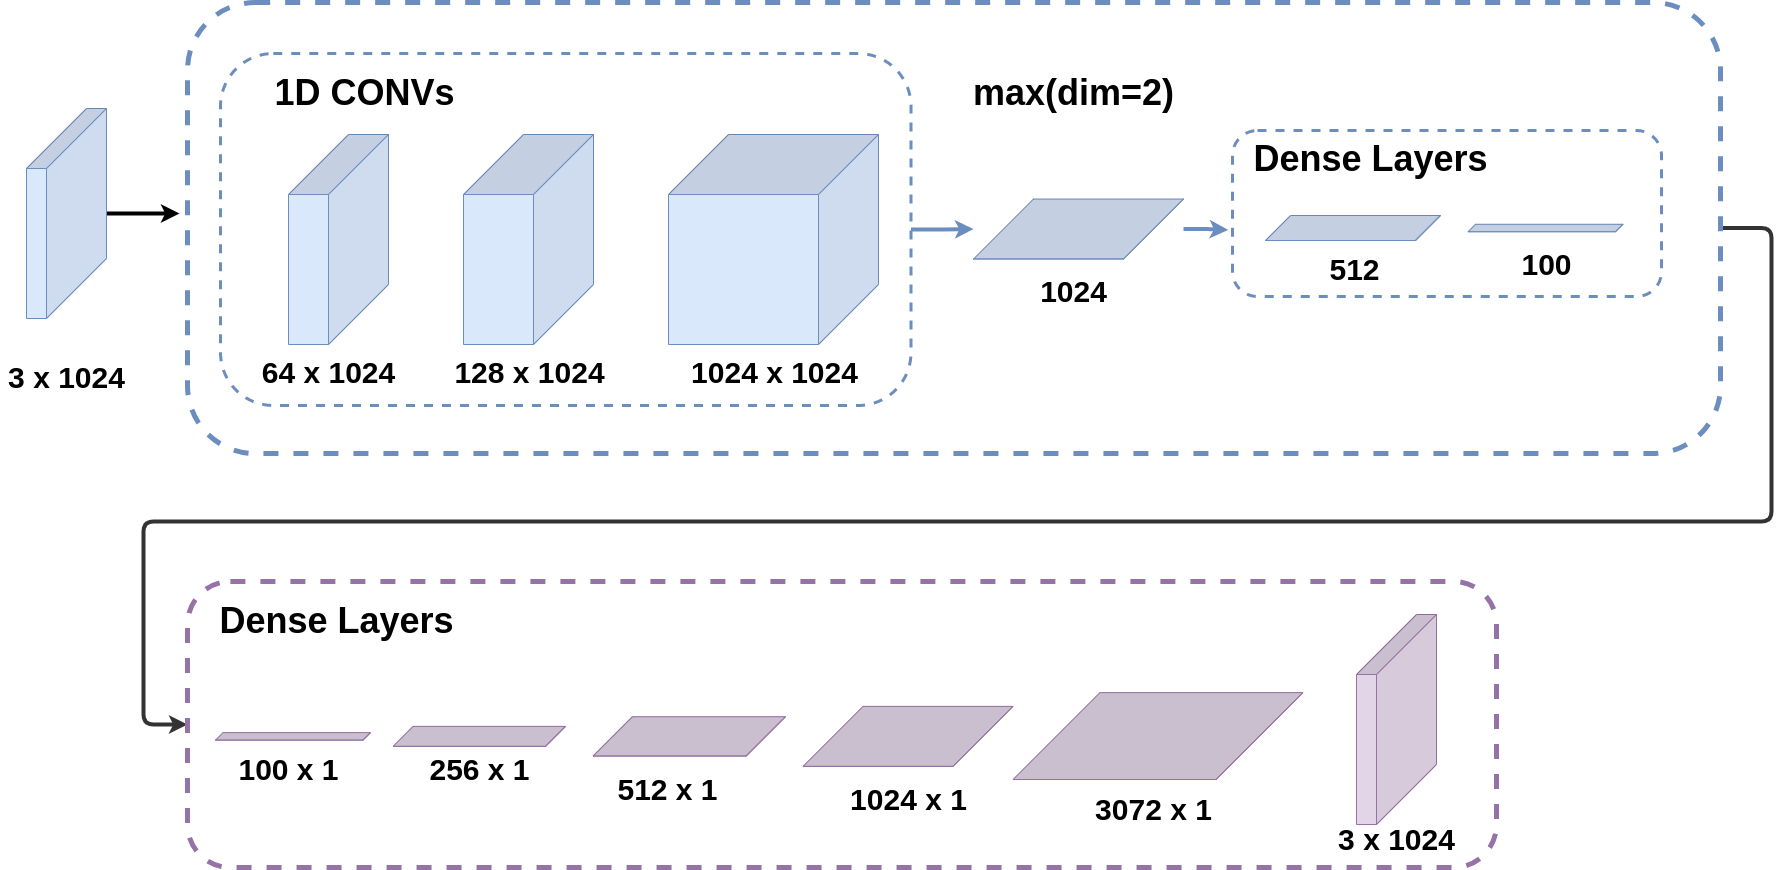 1D CONVs
max(dim=2)
Dense Layers
512
100
1024
3 x 1024
64 x 1024
128 x 1024
1024 x 1024
Dense Layers
100 x 1
256 x 1
512 x 1
1024 x 1
3072 x 1
3 x 1024